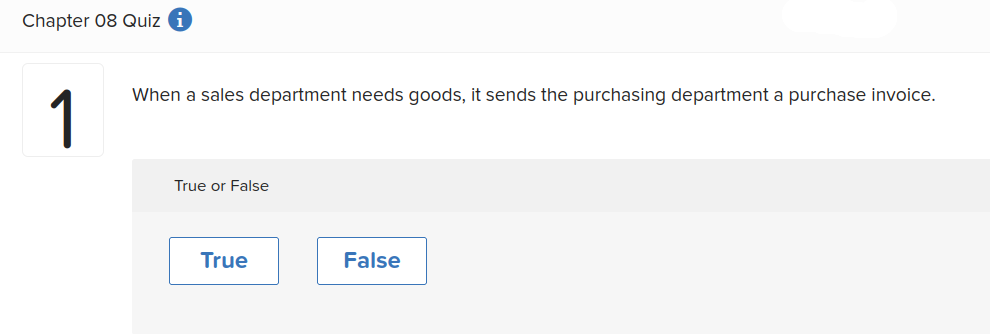 Chapter 08 Quiz i
1
When a sales department needs goods, it sends the purchasing department a purchase invoice.
True or False
True
False